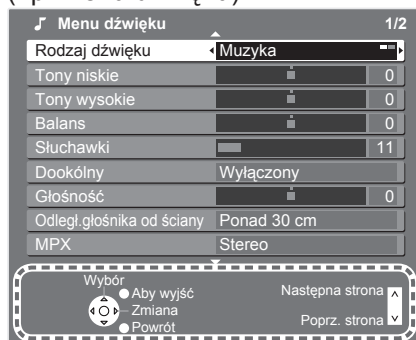 Menu dźwięku 1/2
Rodzaj dźwięku Muzyka
Tony niskie 0
Tony wysokie 0
Balans 0
Słuchawki 11
Dookólny Wyłączony
Głośność 0
Odległ.głośnika od ściany Ponad 30 cm
MPX Stereo
Wybór
Aby wyjść
Następna strona
Zmiana
Poprz. strona
Powrót